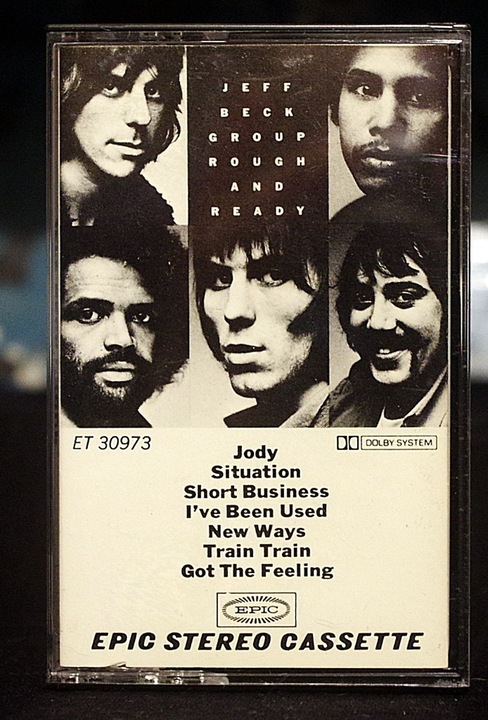 JEFF
BECK
GROUP
ROUGH
AND
READY
ET 30973
DOLBY SYSTEM
Jody
Situation
Short Business
I've Been Used
New Ways
Train Train
Got The Feeling
EPIC
EPIC STEREO CASSETTE